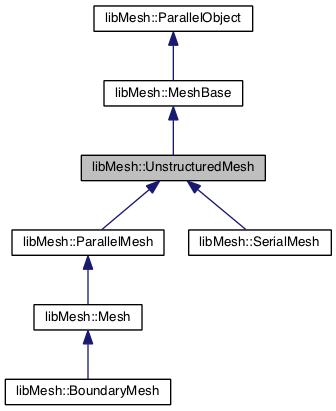 libMesh::ParallelObject
libMesh::MeshBase
libMesh::UnstructuredMesh
libMesh::ParallelMesh
libMesh::SerialMesh
libMesh::Mesh
libMesh::BoundaryMesh